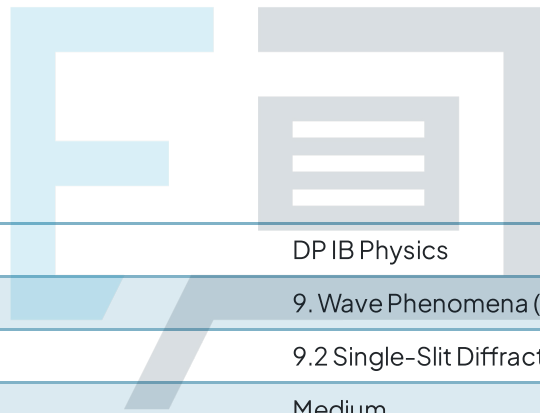 DP IB Physics
9. Wave Phenomena (
9.2 Single-Slit Diffract
Medium